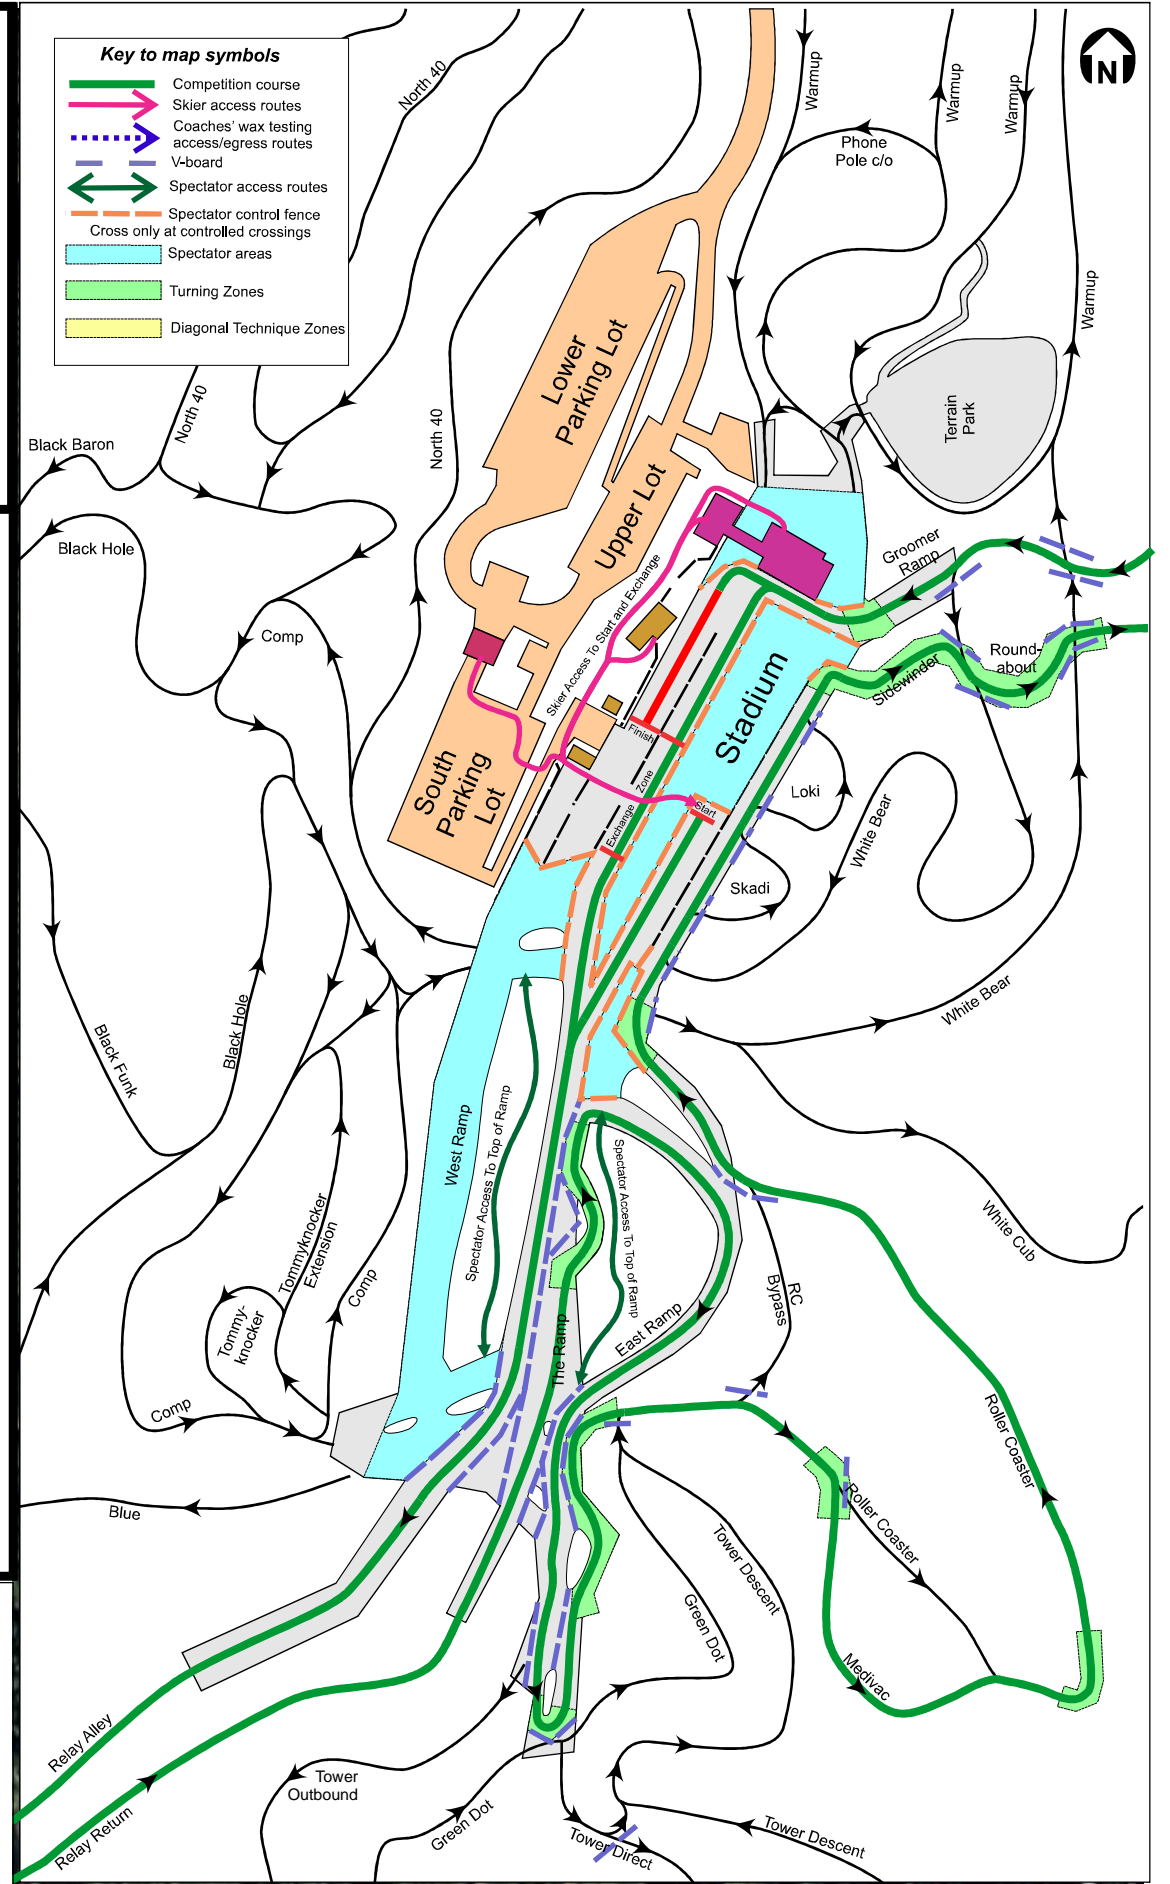 Key to map symbols
Competition course
Skier access routes
Coaches' wax testing
access/egress routes
V-board
Spectator access routes
Spectator control fence
Cross only at controlled crossings
Spectator areas
Turning Zones
Diagonal Technique Zones
N
North 40
Warmup
Warmup
Warmup
Phone
Pole c/o
Warmup
North 40
North 40
Black Baron
Lower
Parking Lot
Terrain
Park
Upper Lot
Black Hole
Groomer
Ramp
Comp
Skier Access To Start and Exchange
Sidewinder
Round-
about
Stadium
Finish
Zone
Exchange
Start
South
Parking
Lot
Loki
White Bear
Skadi
White Bear
Black Funk
Black Hole
West Ramp
Spectator Access To Top of Ramp
Spectator Access To Top of Ramp
White Cub
Tommyknocker
Extension
Comp
Tommy-
knocker
RC
Bypass
East Ramp
The Ramp
Comp
Roller Coaster
Blue
Roller Coaster
Tower Descent
Green Dot
Medivac
Relay Alley
Tower
Outbound
Relay Return
Green Dot
Tower Direct
Tower Descent